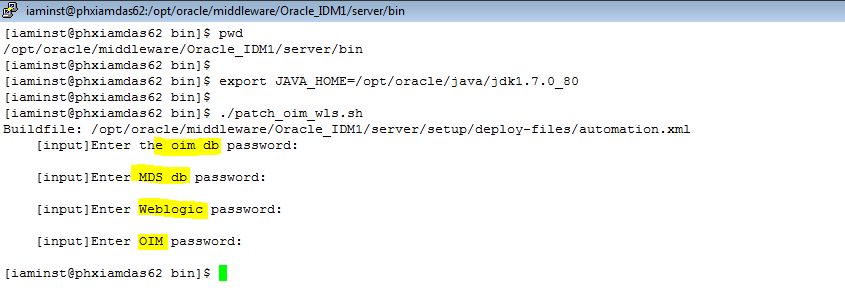 iaminst@phxiamdas62:/opt/oracle/middleware/Oracle_IDM1/server/bin
[iaminst@phxiamdas62 bin]$ pwd
/opt/oracle/middleware/Oracle_IDM1/server/bin
[iaminst@phxiamdas62 bin]$
[iaminst@phxiamdas62 bin]$ export JAVA_HOME=/opt/oracle/java/jdk1.7.0_80
[iaminst@phxiamdas62 bin]$
[iaminst@phxiamdas62 bin]$ ./patch_oim_wls.sh
Buildfile: /opt/oracle/middleware/Oracle_IDM1/server/setup/deploy-files/automation.xml
[input]Enter the oim db password:
[input]Enter MDS db password:
[input]Enter Weblogic password:
[input]Enter OIM password:
[iaminst@phxiamdas62 bin]$